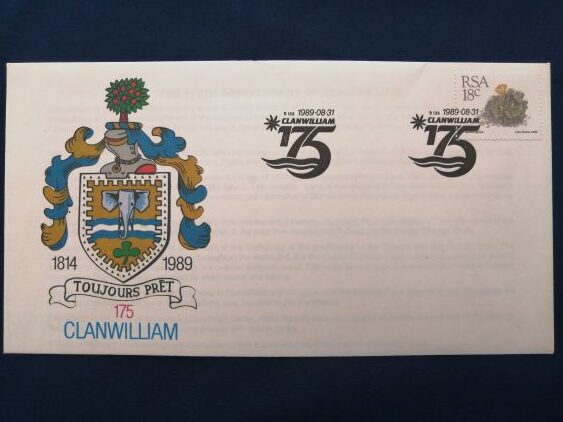 1814 1989
TOUJOURS PRÊT
175
CLANWILLIAM
1989·08·31
CLANWILLIAM
175
1989·08·31
CLANWILLIAM
175
RSA
18c